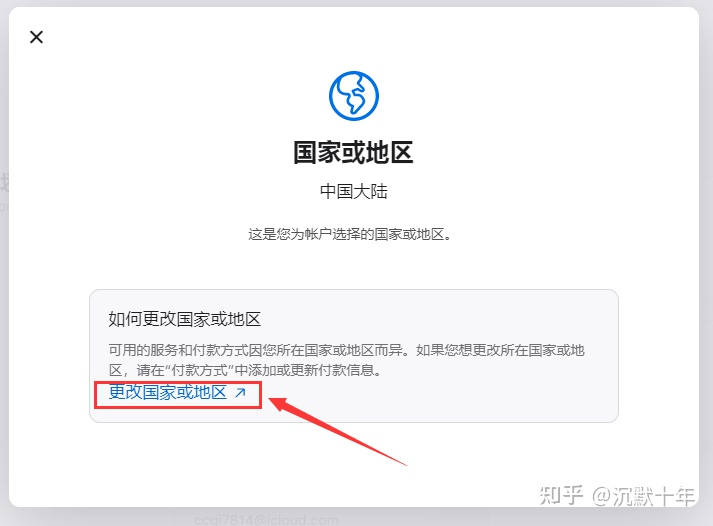 国家或地区
中国大陆
这是您为帐户选择的国家或地区。
如何更改国家或地区
可用的服务和付款方式因您所在国家或地区而异。如果您想更改所在国家或地
区，请在“付款方式”中添加或更新付款信息。
更改国家或地区 ↗
知乎 @沉默十年